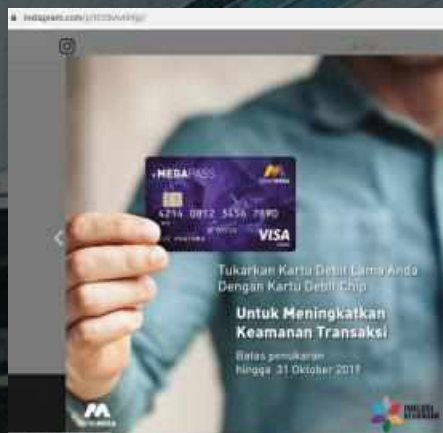 MEGAPASS
4214 0812 3456 7890
VISA
Tukarkan Kartu Debit Lama Anda
Dengan Kartu Debit Chip
Untuk Meningkatkan
Keamanan Transaksi
Batas penukaran
hingga 31 Oktober 2019